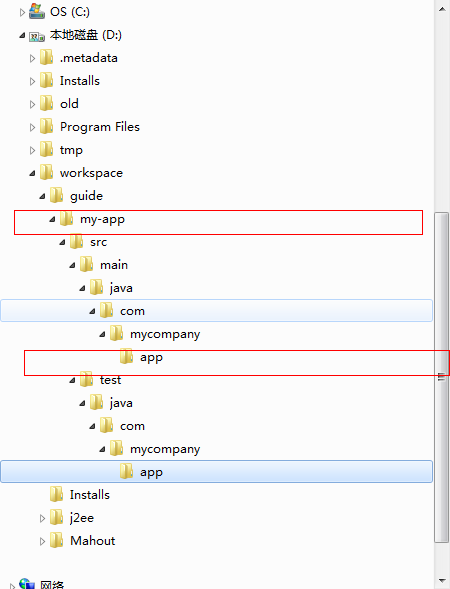 OS (C:)
本地磁盘 (D:)
.metadata
Installs
old
Program Files
tmp
workspace
guide
my-app
src
main
java
com
mycompany
app
test
java
com
mycompany
app
Installs
j2ee
Mahout
网络